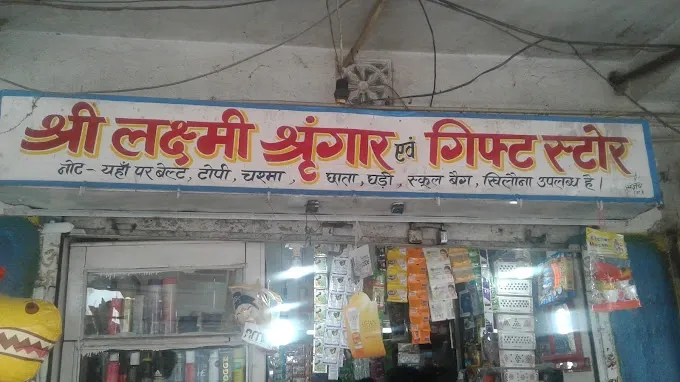 श्री लक्ष्मी श्रृंगार एवं गिफ्ट स्टोर
नोट - यहाँ पर बेल्ट, टोपी, चश्मा, छाता, घड़ी, स्कूल बैग, खिलौना उपलब्ध है।